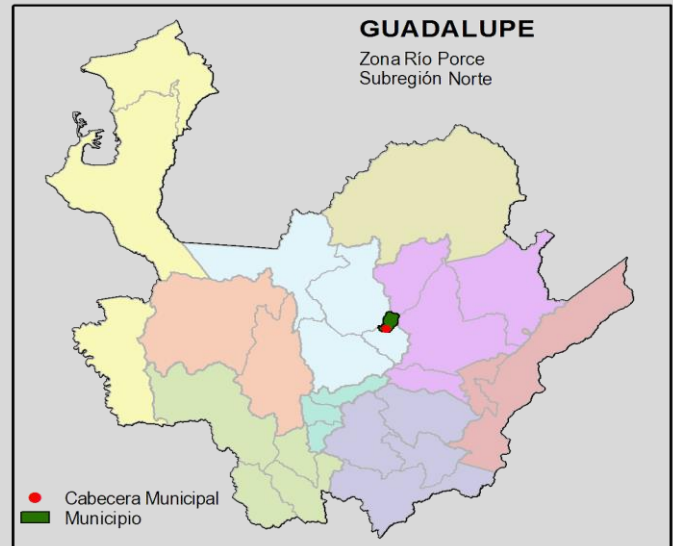 GUADALUPE
Zona Río Porce
Subregión Norte
Cabecera Municipal
Municipio